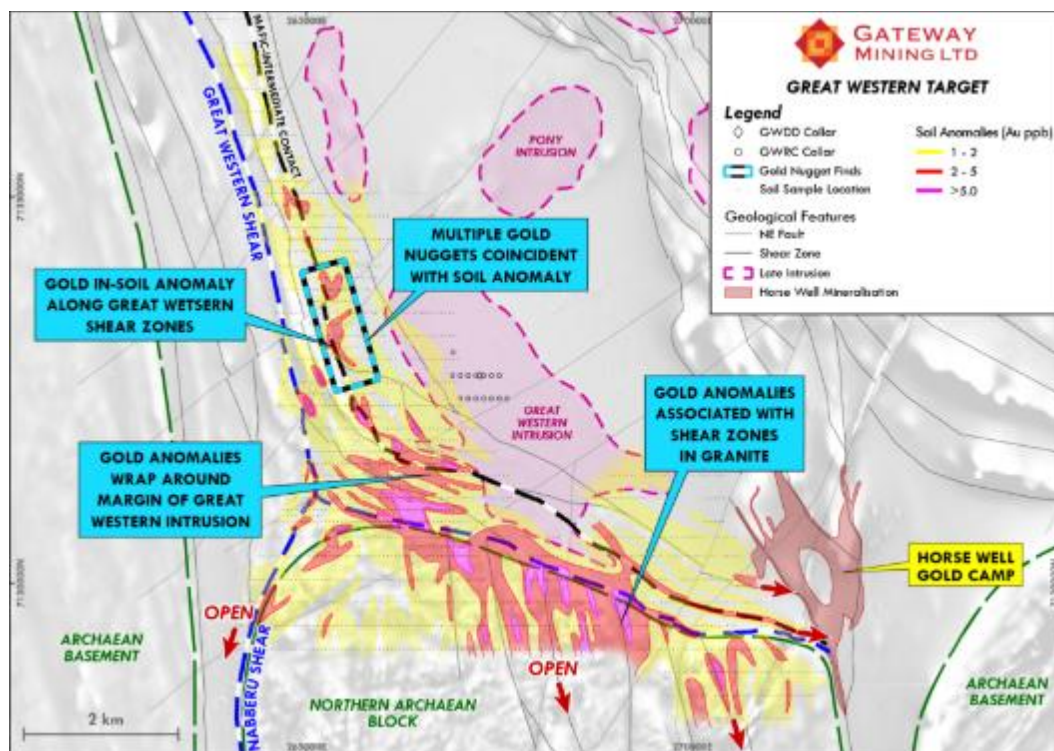 GATEWAY
MINING LTD
GREAT WESTERN TARGET
Legend
GWDD Collar
GWRC Collar
Gold Nugget Finds
Soil Sample Location
Soil Anomalies (Au ppb)
1 - 2
2 - 5
>5.0
Geological Features
NE Fault
Shear Zone
Late Intrusion
Horse Well Mineralisation
MAFIC-INTERMEDIATE CONTACT
GREAT WESTERN SHEAR
PONY
INTRUSION
7135000N
MULTIPLE GOLD
NUGGETS COINCIDENT
WITH SOIL ANOMALY
GOLD IN-SOIL ANOMALY
ALONG GREAT WETSERN
SHEAR ZONES
GREAT
WESTERN
INTRUSION
GOLD ANOMALIES
ASSOCIATED WITH
SHEAR ZONES
IN GRANITE
GOLD ANOMALIES
WRAP AROUND
MARGIN OF GREAT
WESTERN INTRUSION
HORSE WELL
GOLD CAMP
7130000N
OPEN
OPEN
ARCHAEAN
BASEMENT
NABBERU SHEAR
NORTHERN ARCHAEAN
BLOCK
ARCHAEAN
BASEMENT
2 km